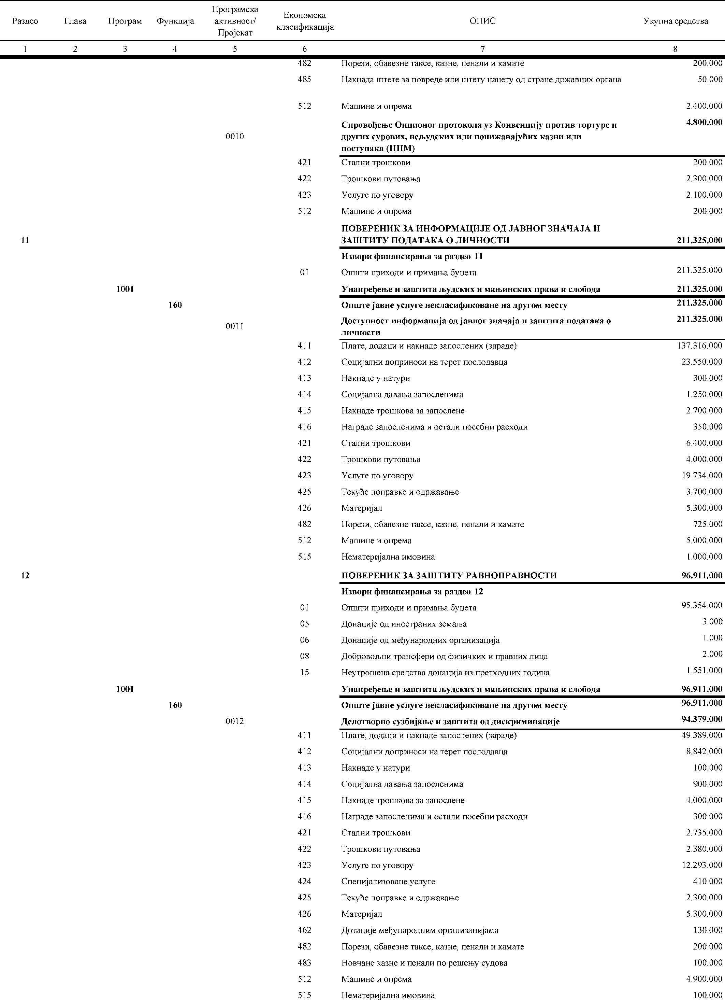 Раздео Глава Програм Функција Програмска активност/ Пројекат Економска класификација ОПИС Укупна средства
1 2 3 4 5 6 7 8
482 Порези, обавезне таксе, казне, пенали и камате 200.000
485 Накнада штете за повреде или штету нанету од стране државних органа 50.000
512 Машине и опрема 2.400.000
Спровођење Опционог протокола уз Конвенцију против тортуре и 4.800.000
0010 других сурових, нељудских или понижавајућих казни или
поступака (НПМ)
421 Стални трошкови 200.000
422 Трошкови путовања 2.300.000
423 Услуге по уговору 2.100.000
512 Машине и опрема 200.000
ПОВЕРЕНИК ЗА ИНФОРМАЦИЈЕ ОД ЈАВНОГ ЗНАЧАЈА И
11 ЗАШТИТУ ПОДАТАКА О ЛИЧНОСТИ 211.325.000
Извори финансирања за раздео 11
01 Општи приходи и примања буџета 211.325.000
1001 Унапређење и заштита људских и мањинских права и слобода 211.325.000
160 Опште јавне услуге некласификоване на другом месту 211.325.000
0011 Доступност информација од јавног значаја и заштита података о 211.325.000
личности
411 Плате, додаци и накнаде запослених (зараде) 137.316.000
412 Социјални доприноси на терет послодавца 23.550.000
413 Накнаде у натури 300.000
414 Социјална давања запосленима 1.250.000
415 Накнаде трошкова за запослене 2.700.000
416 Награде запосленима и остали посебни расходи 350.000
421 Стални трошкови 6.400.000
422 Трошкови путовања 4.000.000
423 Услуге по уговору 19.734.000
425 Текуће поправке и одржавање 3.700.000
426 Материјал 5.300.000
482 Порези, обавезне таксе, казне, пенали и камате 725.000
512 Машине и опрема 5.000.000
515 Нематеријална имовина 1.000.000
12 ПОВЕРЕНИК ЗА ЗАШТИТУ РАВНОПРАВНОСТИ 96.911.000
Извори финансирања за раздео 12
01 Општи приходи и примања буџета 95.354.000
05 Донације од иностраних земаља 3.000
06 Донације од међународних организација 1.000
08 Добровољни трансфери од физичких и правних лица 2.000
15 Неутрошена средства донација из претходних година 1.551.000
1001 Унапређење и заштита људских и мањинских права и слобода 96.911.000
160 Опште јавне услуге некласификоване на другом месту 96.911.000
0012 Делотворно сузбијање и заштита од дискриминације 94.379.000
411 Плате, додаци и накнаде запослених (зараде) 49.389.000
412 Социјални доприноси на терет послодавца 8.842.000
413 Накнаде у натури 100.000
414 Социјална давања запосленима 900.000
415 Накнаде трошкова за запослене 4.000.000
416 Награде запосленима и остали посебни расходи 300.000
421 Стални трошкови 2.735.000
422 Трошкови путовања 2.380.000
423 Услуге по уговору 12.293.000
424 Специјализоване услуге 410.000
425 Текуће поправке и одржавање 2.300.000
426 Материјал 5.300.000
462 Дотације међународним организацијама 130.000
482 Порези, обавезне таксе, казне, пенали и камате 200.000
483 Новчане казне и пенали по решењу судова 100.000
512 Машине и опрема 4.900.000
515 Нематеријална имовина 100.000